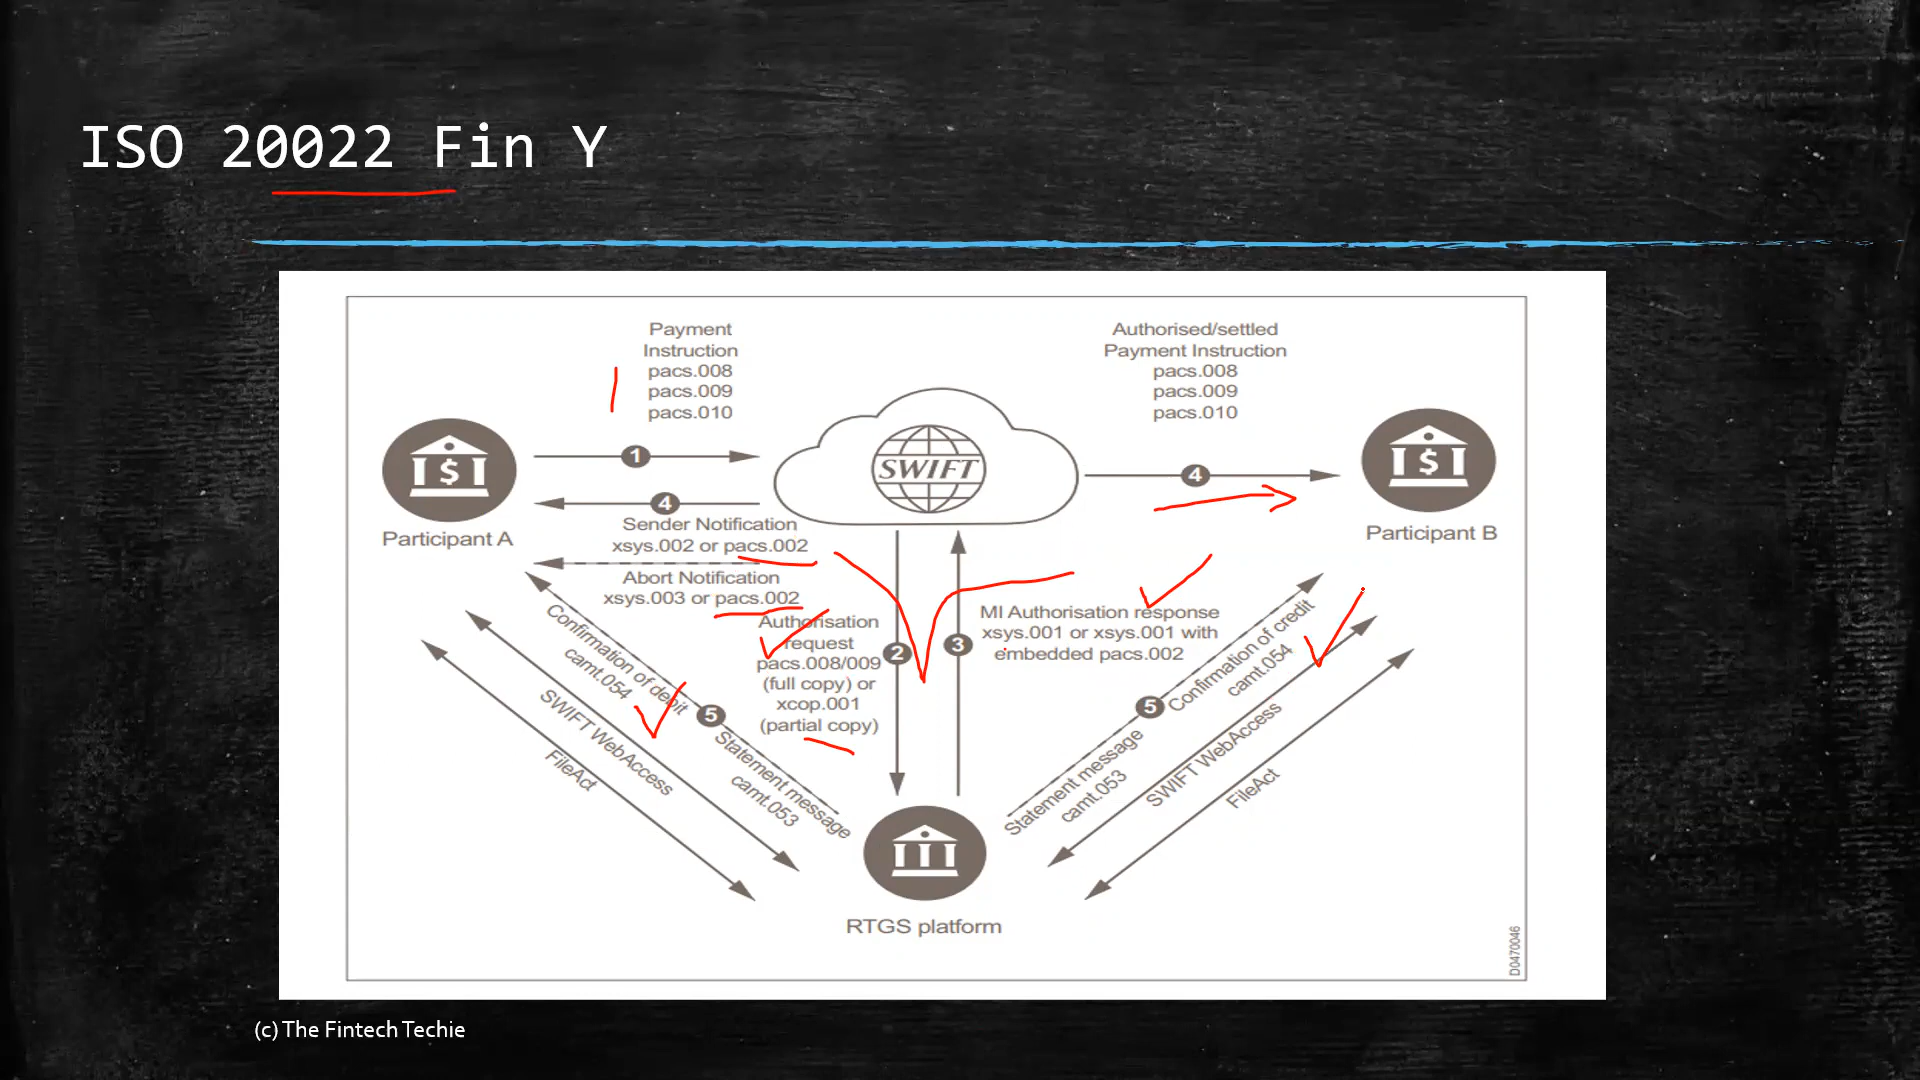 ISO 20022 Fin Y
Payment
Instruction
pacs.008
pacs.009
pacs.010
Authorised/settled
Payment Instruction
pacs.008
pacs.009
pacs.010
1
SWIFT
4
4
Participant A
Sender Notification
xsys.002 or pacs.002
Participant B
Abort Notification
xsys.003 or pacs.002
Authorisation
request
pacs.008/009
(full copy) or
xcop.001
(partial copy)
2
3
MI Authorisation response
xsys.001 or xsys.001 with
embedded pacs.002
Confirmation of debit
camt.054
5
Statement message
camt.053
SWIFT WebAccess
FileAct
Confirmation of credit
camt.054
5
Statement message
camt.053
SWIFT WebAccess
FileAct
RTGS platform
D0470046
(c) The Fintech Techie